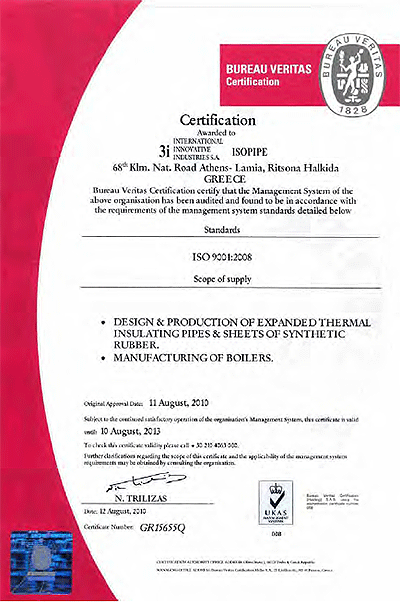 BUREAU VERITAS
Certification
BUREAU VERITAS
1828
Certification
Awarded to
3i INTERNATIONAL
INNOVATIVE
INDUSTRIES S.A.
ISOPIPE
68th Klm. Nat. Road Athens- Lamia, Ritsona Halkida
GREECE
Bureau Veritas Certification certify that the Management System of the
above organisation has been audited and found to be in accordance with
the requirements of the management system standards detailed below
Standards
ISO 9001:2008
Scope of supply
• DESIGN & PRODUCTION OF EXPANDED THERMAL
INSULATING PIPES & SHEETS OF SYNTHETIC
RUBBER.
• MANUFACTURING OF BOILERS.
Original Approval Date: 11 August, 2010
Subject to the continued satisfactory operation of the organisation's Management System, this certificate is valid
until: 10 August, 2013
To check this certificate validity please call + 30 210 4063 000.
Further clarifications regarding the scope of this certificate and the applicability of the management system
requirements may be obtained by consulting the organisation.
N. TRILIZAS
Date: 12 August, 2010
Certificate Number: GR15655Q
UKAS
MANAGEMENT
SYSTEMS
008
Bureau Veritas Certification